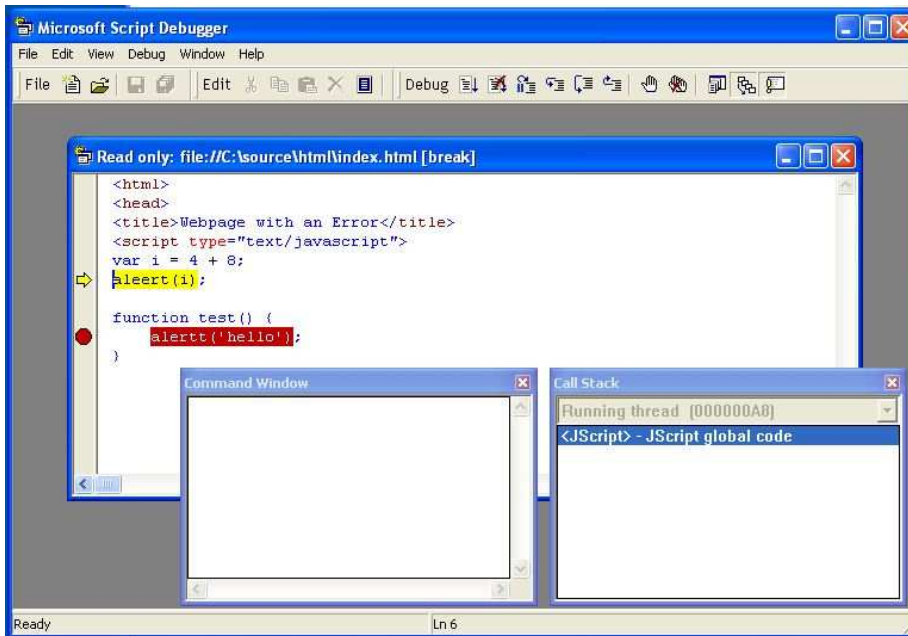 Microsoft Script Debugger
File Edit View Debug Window Help
File Edit Debug
Read only: file://C:\source\html\index.html [break]
<html>
<head>
<title>Webpage with an Error</title>
<script type="text/javascript">
var i = 4 + 8;
aleert(i);
function test() {
alertt('hello');
}
Command Window
Call Stack
Running thread (000000A8)
<JScript> - JScript global code
Ready Ln 6